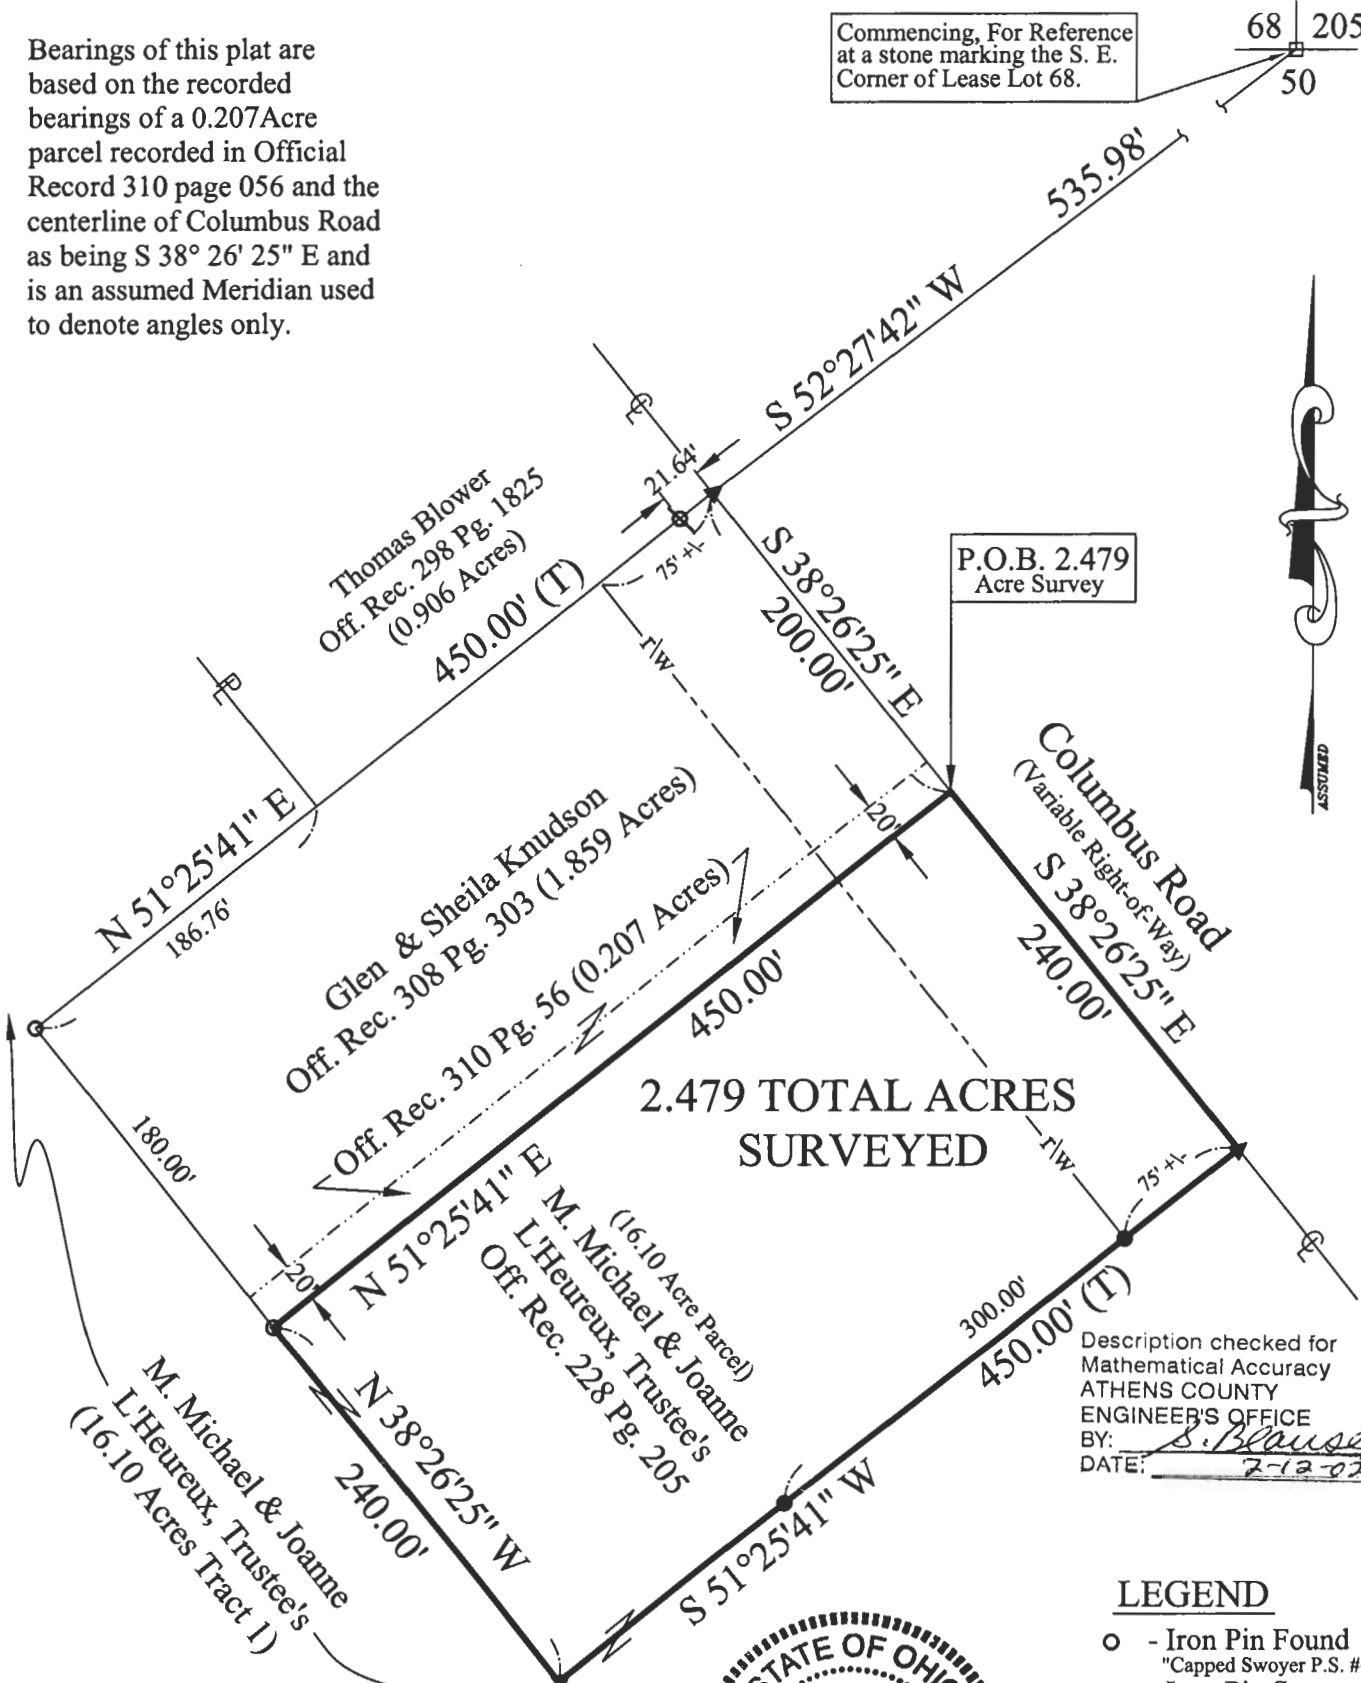 Bearings of this plat are
based on the recorded
bearings of a 0.207Acre
parcel recorded in Official
Record 310 page 056 and the
centerline of Columbus Road
as being S 38° 26' 25" E and
is an assumed Meridian used
to denote angles only.
Commencing, For Reference
at a stone marking the S. E.
Corner of Lease Lot 68.
68 205
50
535.98'
S 52°27'42" W
21.64'
75' +\-
Thomas Blower
Off. Rec. 298 Pg. 1825
(0.906 Acres)
450.00' (T)
S 38°26'25" E
200.00'
P.O.B. 2.479
Acre Survey
r\w
ASSUMED
N 51°25'41" E
186.76'
Glen & Sheila Knudson
Off. Rec. 308 Pg. 303 (1.859 Acres)
Off. Rec. 310 Pg. 56 (0.207 Acres)
20'
Columbus Road
(Variable Right-of-Way)
S 38°26'25" E
240.00'
450.00'
2.479 TOTAL ACRES
SURVEYED
r\w
75' +\-
180.00'
20'
N 51°25'41" E
(16.10 Acre Parcel)
M. Michael & Joanne
L'Heureux, Trustee's
Off. Rec. 228 Pg. 205
300.00'
450.00' (T)
S 51°25'41" W
N 38°26'25" W
240.00'
M. Michael & Joanne
L'Heureux, Trustee's
(16.10 Acres Tract 1)
Description checked for
Mathematical Accuracy
ATHENS COUNTY
ENGINEER'S OFFICE
BY:
DATE: 2-12-02
STATE OF OHIO
LEGEND
- Iron Pin Found
"Capped Swoyer P.S. #